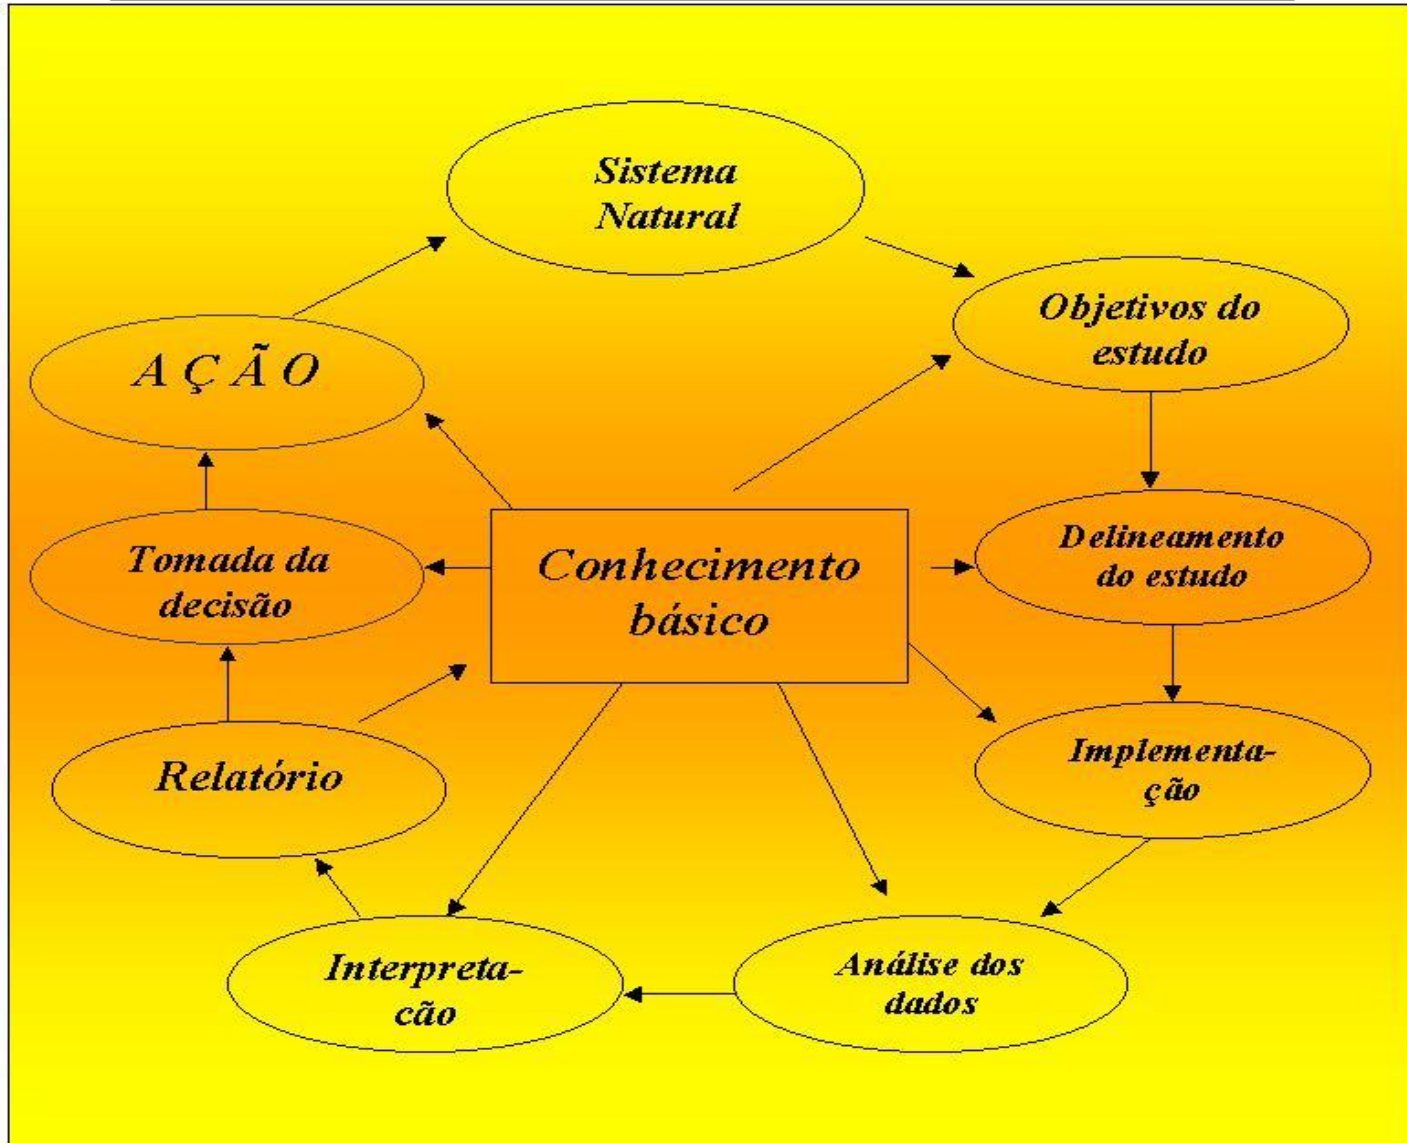 Sistema
Natural
Objetivos do
estudo
A Ç Ã O
Delineamento
do estudo
Conhecimento
básico
Tomada da
decisão
Implementa-
ção
Relatório
Análise dos
dados
Interpreta-
cão